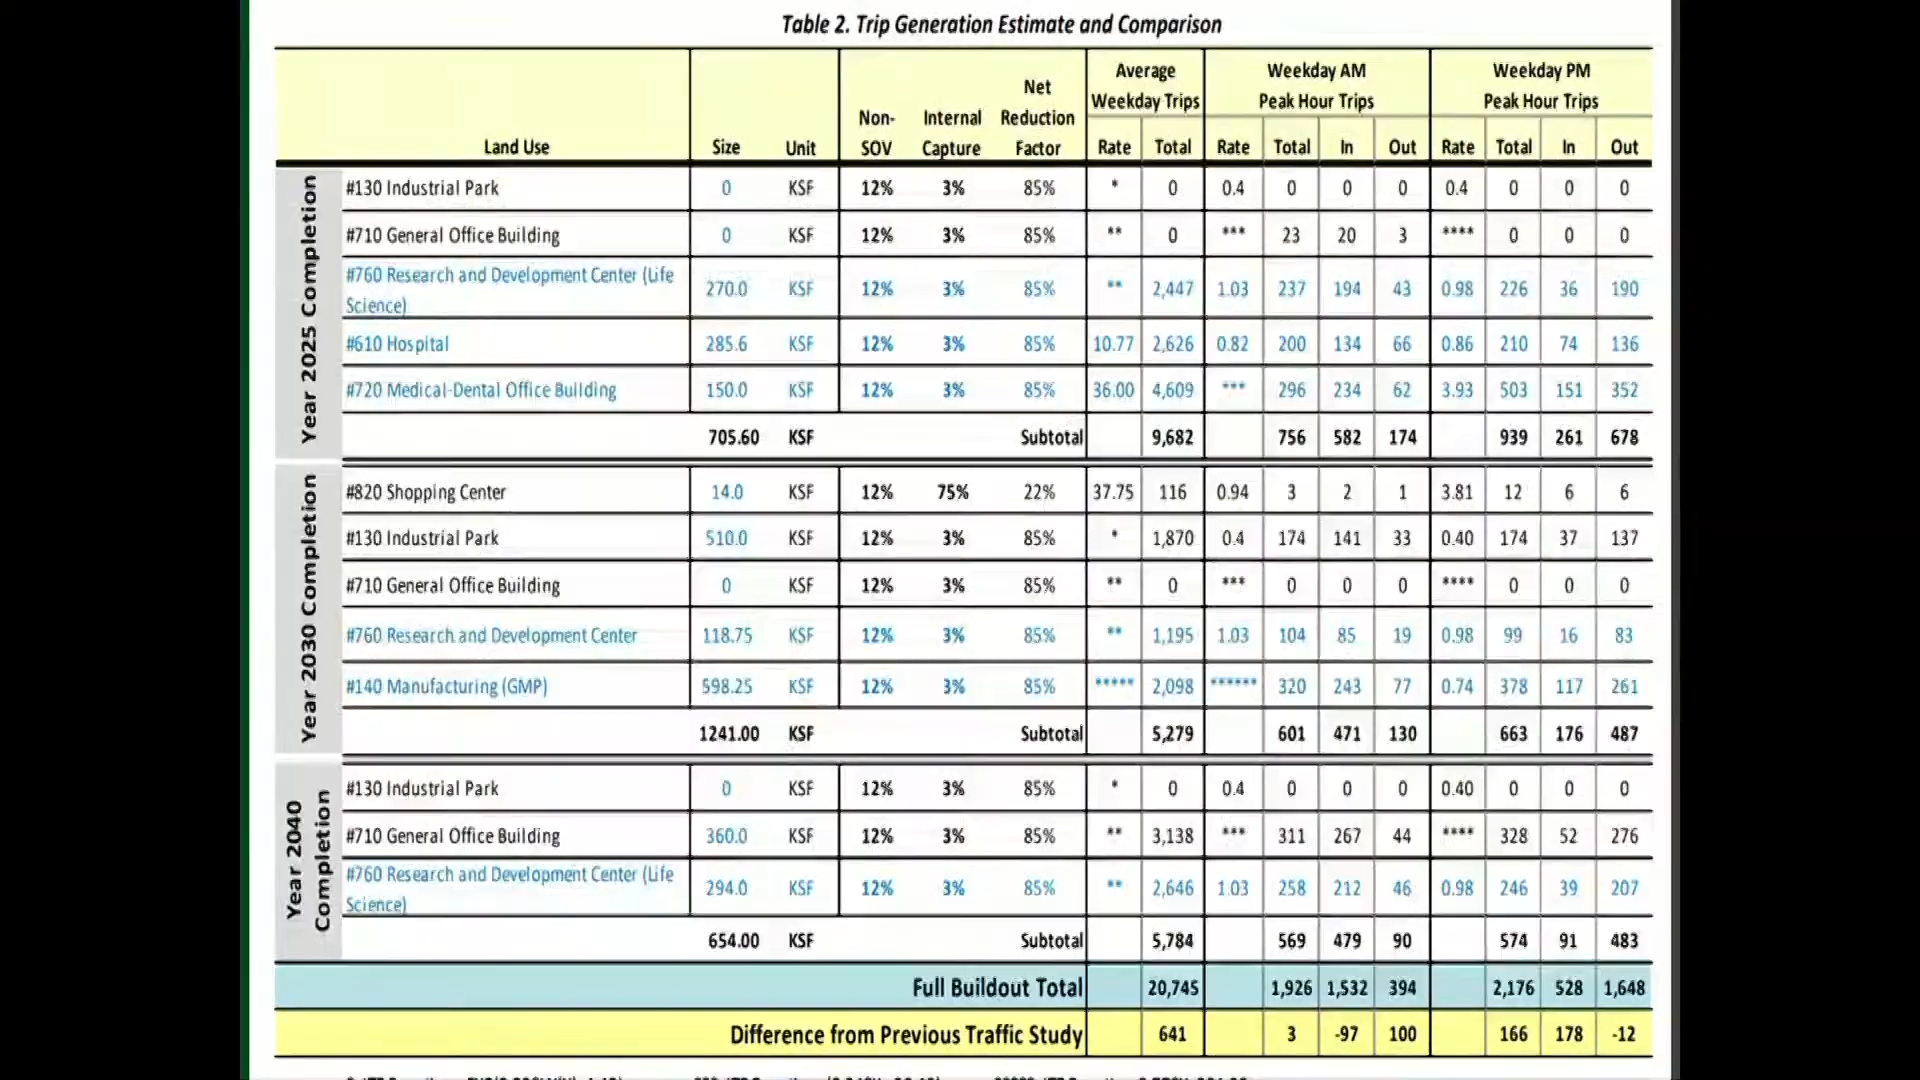 Table 2. Trip Generation Estimate and Comparison
Land Use Size Unit Non-SOV Internal Capture Net Reduction Factor Average Weekday Trips Weekday AM Peak Hour Trips Weekday PM Peak Hour Trips
Rate Total Rate Total In Out Rate Total In Out
Year 2025 Completion
#130 Industrial Park 0 KSF 12% 3% 85% * 0 0.4 0 0 0 0.4 0 0 0
#710 General Office Building 0 KSF 12% 3% 85% ** 0 *** 23 20 3 **** 0 0 0
#760 Research and Development Center (Life Science) 270.0 KSF 12% 3% 85% ** 2,447 1.03 237 194 43 0.98 226 36 190
#610 Hospital 285.6 KSF 12% 3% 85% 10.77 2,626 0.82 200 134 66 0.86 210 74 136
#720 Medical-Dental Office Building 150.0 KSF 12% 3% 85% 36.00 4,609 *** 296 234 62 3.93 503 151 352
705.60 KSF Subtotal 9,682 756 582 174 939 261 678
Year 2030 Completion
#820 Shopping Center 14.0 KSF 12% 75% 22% 37.75 116 0.94 3 2 1 3.81 12 6 6
#130 Industrial Park 510.0 KSF 12% 3% 85% * 1,870 0.4 174 141 33 0.40 174 37 137
#710 General Office Building 0 KSF 12% 3% 85% ** 0 *** 0 0 0 **** 0 0 0
#760 Research and Development Center 118.75 KSF 12% 3% 85% ** 1,195 1.03 104 85 19 0.98 99 16 83
#140 Manufacturing (GMP) 598.25 KSF 12% 3% 85% ***** 2,098 ****** 320 243 77 0.74 378 117 261
1241.00 KSF Subtotal 5,279 601 471 130 663 176 487
Year 2040 Completion
#130 Industrial Park 0 KSF 12% 3% 85% * 0 0.4 0 0 0 0.40 0 0 0
#710 General Office Building 360.0 KSF 12% 3% 85% ** 3,138 *** 311 267 44 **** 328 52 276
#760 Research and Development Center (Life Science) 294.0 KSF 12% 3% 85% ** 2,646 1.03 258 212 46 0.98 246 39 207
654.00 KSF Subtotal 5,784 569 479 90 574 91 483
Full Buildout Total 20,745 1,926 1,532 394 2,176 528 1,648
Difference from Previous Traffic Study 641 3 -97 100 166 178 -12